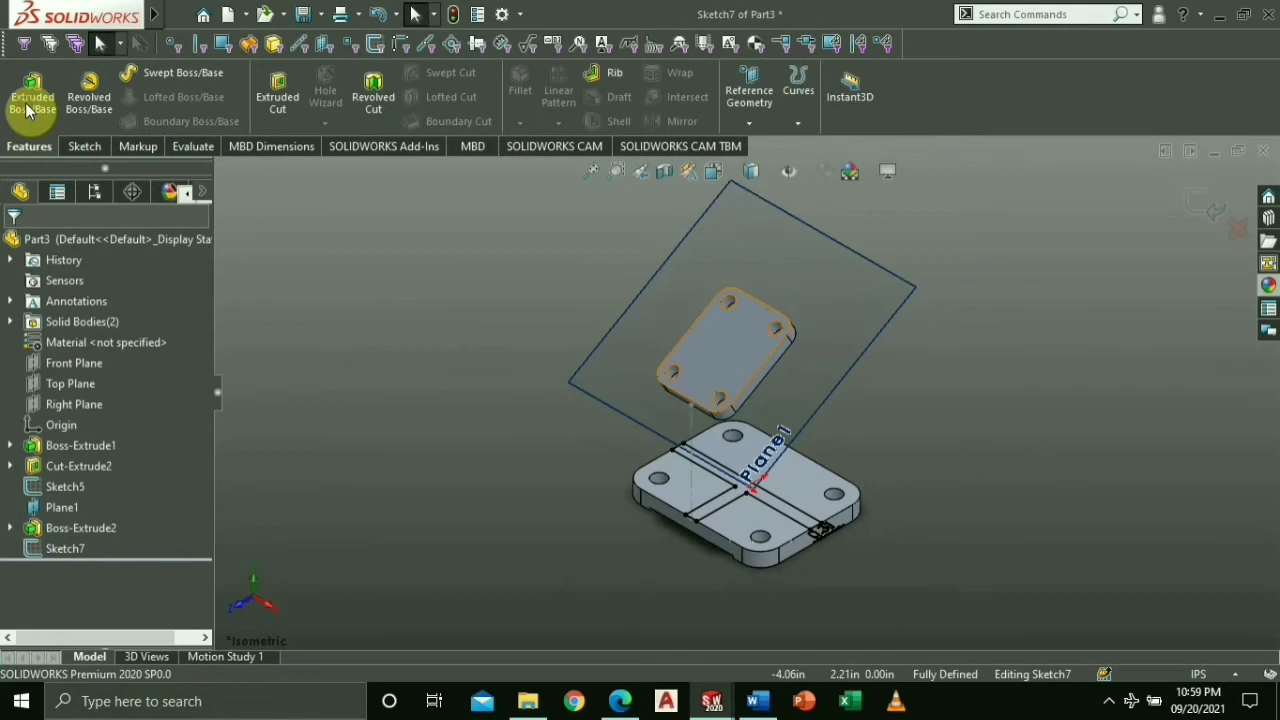 SOLIDWORKS
Sketch7 of Part3 *
Search Commands
Extruded Boss/Base
Revolved Boss/Base
Swept Boss/Base
Lofted Boss/Base
Boundary Boss/Base
Extruded Cut
Hole Wizard
Revolved Cut
Swept Cut
Lofted Cut
Boundary Cut
Fillet
Linear Pattern
Rib
Draft
Shell
Wrap
Intersect
Mirror
Reference Geometry
Curves
Instant3D
Features
Sketch
Markup
Evaluate
MBD Dimensions
SOLIDWORKS Add-Ins
MBD
SOLIDWORKS CAM
SOLIDWORKS CAM TBM
Part3 (Default<<Default>_Display Sta
History
Sensors
Annotations
Solid Bodies(2)
Material <not specified>
Front Plane
Top Plane
Right Plane
Origin
Boss-Extrude1
Cut-Extrude2
Sketch5
Plane1
Boss-Extrude2
Sketch7
Plane1
*Isometric
Model
3D Views
Motion Study 1
SOLIDWORKS Premium 2020 SP0.0
-4.06in
2.21in
0.00in
Fully Defined
Editing Sketch7
IPS
Type here to search
10:59 PM
09/20/2021